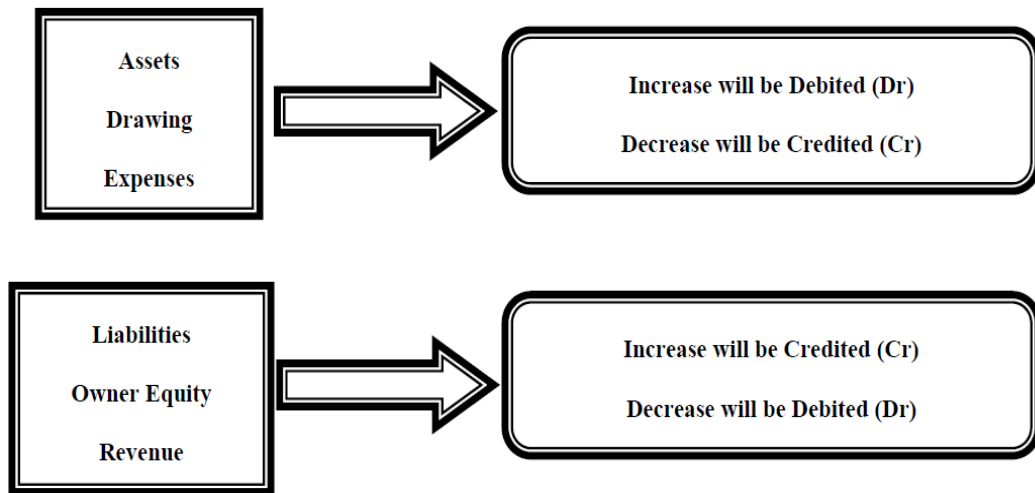 Assets
Drawing
Expenses
Increase will be Debited (Dr)
Decrease will be Credited (Cr)
Liabilities
Owner Equity
Revenue
Increase will be Credited (Cr)
Decrease will be Debited (Dr)